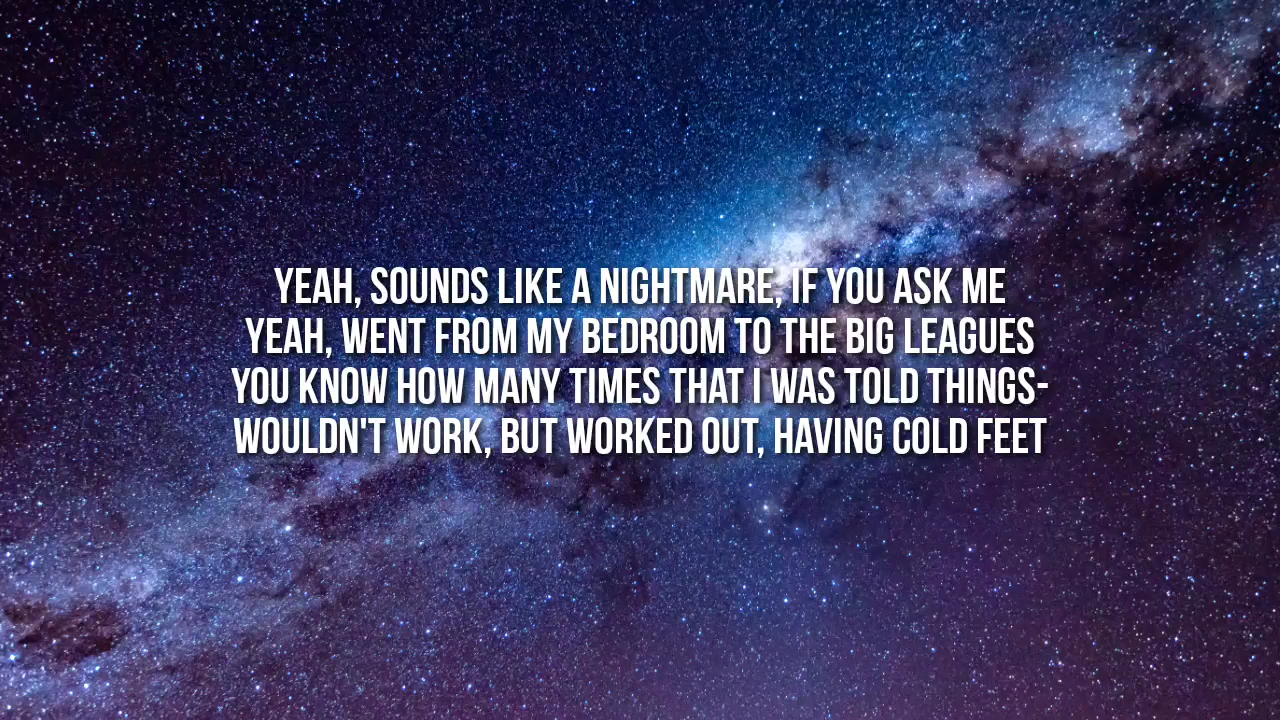 YEAH, SOUNDS LIKE A NIGHTMARE, IF YOU ASK ME
YEAH, WENT FROM MY BEDROOM TO THE BIG LEAGUES
YOU KNOW HOW MANY TIMES THAT I WAS TOLD THINGS-
WOULDN'T WORK, BUT WORKED OUT, HAVING COLD FEET